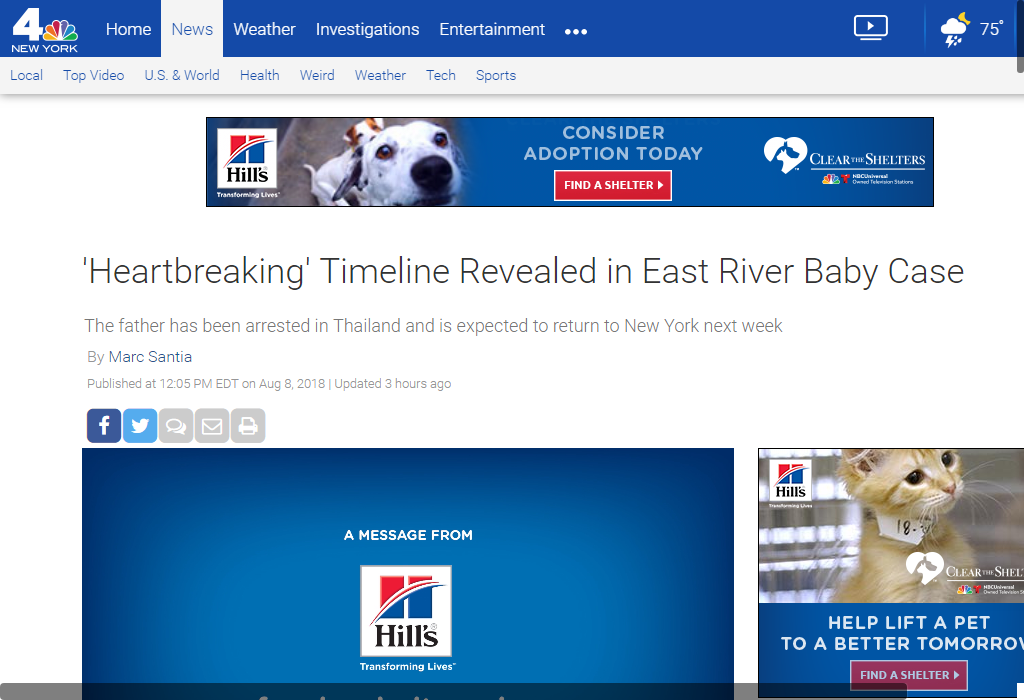 4
NEW YORK
Home
News
Weather
Investigations
Entertainment
75°
Local
Top Video
U.S. & World
Health
Weird
Weather
Tech
Sports
Hill's
Transforming Lives™
CONSIDER
ADOPTION TODAY
FIND A SHELTER
CLEAR THE SHELTERS
NBCUniversal
Owned Television Stations
'Heartbreaking' Timeline Revealed in East River Baby Case
The father has been arrested in Thailand and is expected to return to New York next week
By Marc Santia
Published at 12:05 PM EDT on Aug 8, 2018 | Updated 3 hours ago
A MESSAGE FROM
Hill's
Transforming Lives™
Hill's
Transforming Lives
18-
CLEAR THE SHEL
NBCUniversal
Owned Television S
HELP LIFT A PET
TO A BETTER TOMORROW
FIND A SHELTER